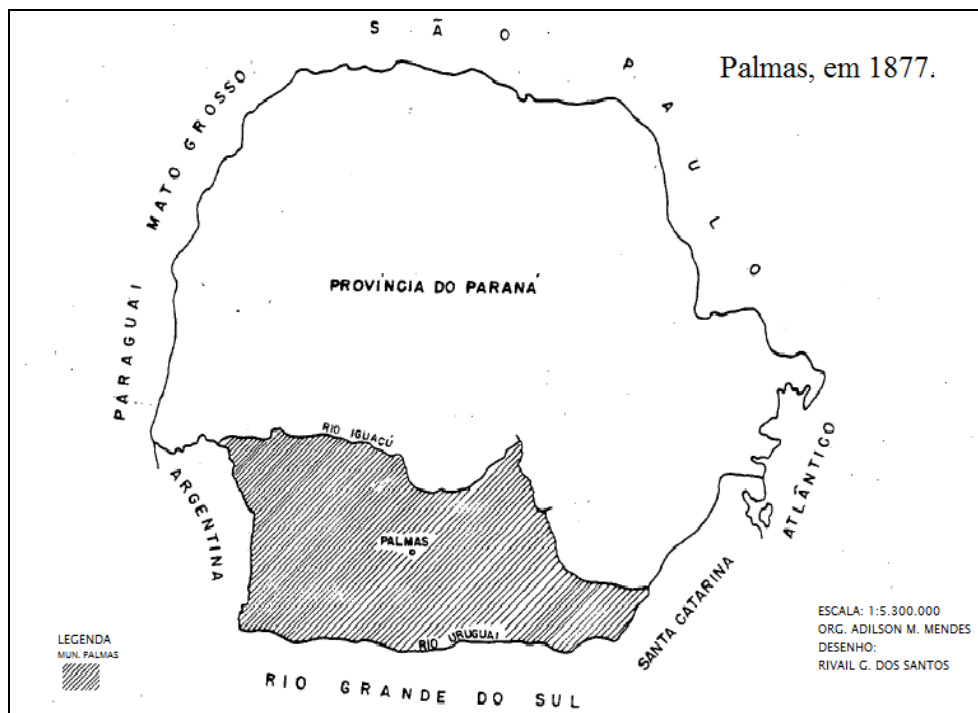 SÃO PAULO
Palmas, em 1877.
MATO GROSSO
PROVÍNCIA DO PARANÁ
PARAGUAI
RIO IGUAÇÚ
ATLÂNTICO
ARGENTINA
PALMAS
SANTA CATARINA
RIO URUGUAI
RIO GRANDE DO SUL
LEGENDA
MUN. PALMAS
ESCALA: 1:5.300.000
ORG. ADILSON M. MENDES
DESENHO:
RIVAIL G. DOS SANTOS